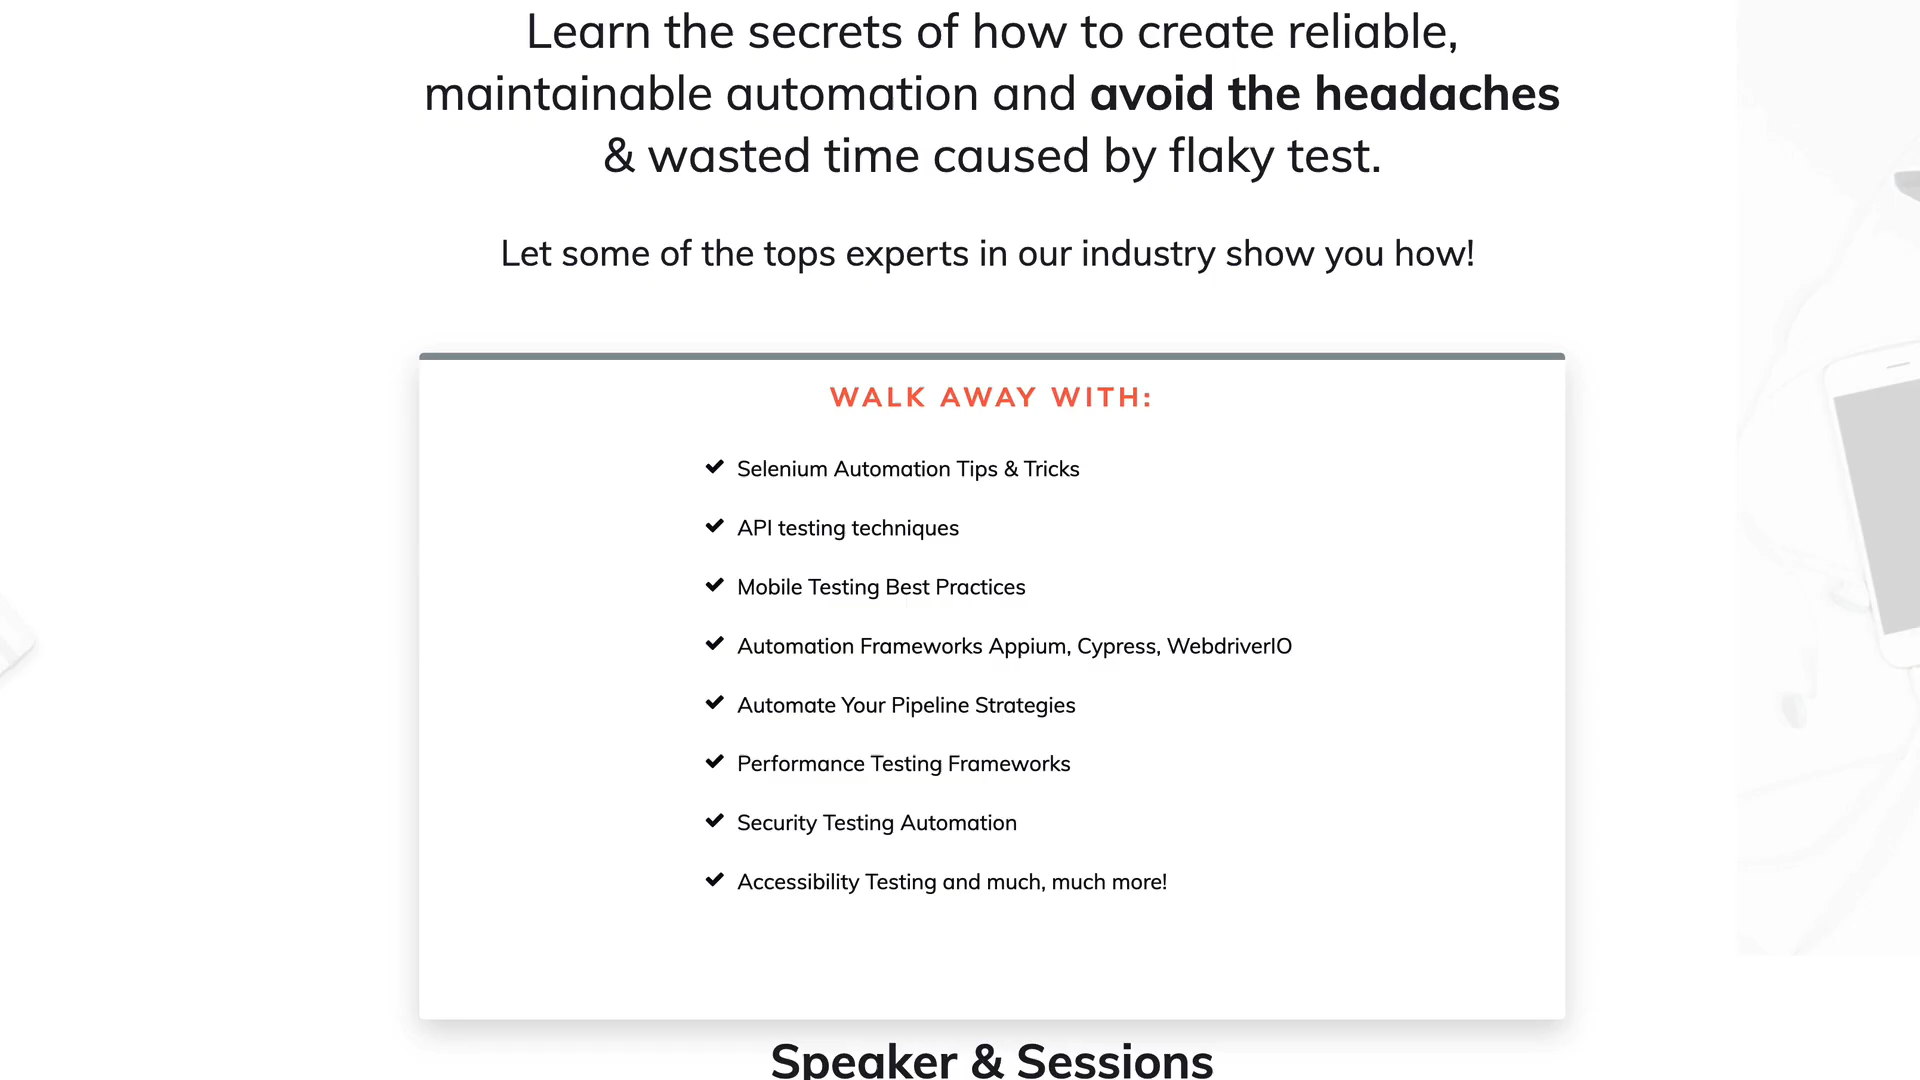 Learn the secrets of how to create reliable,
maintainable automation and avoid the headaches
& wasted time caused by flaky test.
Let some of the tops experts in our industry show you how!
WALK AWAY WITH:
Selenium Automation Tips & Tricks
API testing techniques
Mobile Testing Best Practices
Automation Frameworks Appium, Cypress, WebdriverIO
Automate Your Pipeline Strategies
Performance Testing Frameworks
Security Testing Automation
Accessibility Testing and much, much more!
Speaker & Sessions